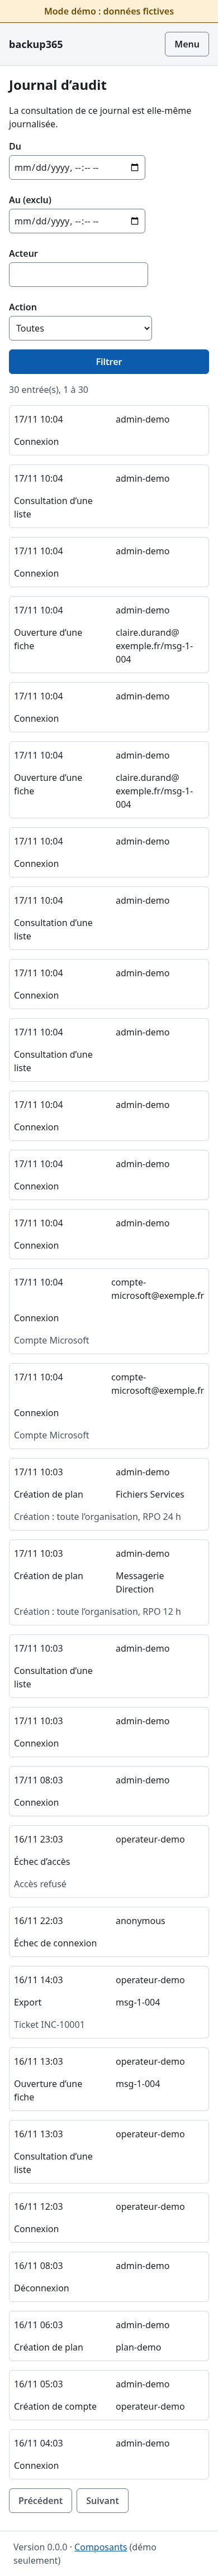 Mode démo : données fictives
backup365
Menu
Journal d’audit
La consultation de ce journal est elle-même
journalisée.
Du
mm/dd/yyyy, --:-- --
Au (exclu)
mm/dd/yyyy, --:-- --
Acteur
Action
Toutes
Filtrer
30 entrée(s), 1 à 30
17/11 10:04 admin-demo
Connexion
17/11 10:04 admin-demo
Consultation d’une
liste
17/11 10:04 admin-demo
Connexion
17/11 10:04 admin-demo
Ouverture d’une claire.durand@
fiche exemple.fr/msg-1-
004
17/11 10:04 admin-demo
Connexion
17/11 10:04 admin-demo
Ouverture d’une claire.durand@
fiche exemple.fr/msg-1-
004
17/11 10:04 admin-demo
Connexion
17/11 10:04 admin-demo
Consultation d’une
liste
17/11 10:04 admin-demo
Connexion
17/11 10:04 admin-demo
Consultation d’une
liste
17/11 10:04 admin-demo
Connexion
17/11 10:04 admin-demo
Connexion
17/11 10:04 admin-demo
Connexion
17/11 10:04 compte-
microsoft@exemple.fr
Connexion
Compte Microsoft
17/11 10:04 compte-
microsoft@exemple.fr
Connexion
Compte Microsoft
17/11 10:03 admin-demo
Création de plan Fichiers Services
Création : toute l’organisation, RPO 24 h
17/11 10:03 admin-demo
Création de plan Messagerie
Direction
Création : toute l’organisation, RPO 12 h
17/11 10:03 admin-demo
Consultation d’une
liste
17/11 10:03 admin-demo
Connexion
17/11 08:03 admin-demo
Connexion
16/11 23:03 operateur-demo
Échec d’accès
Accès refusé
16/11 22:03 anonymous
Échec de connexion
16/11 14:03 operateur-demo
Export msg-1-004
Ticket INC-10001
16/11 13:03 operateur-demo
Ouverture d’une msg-1-004
fiche
16/11 13:03 operateur-demo
Consultation d’une
liste
16/11 12:03 operateur-demo
Connexion
16/11 08:03 admin-demo
Déconnexion
16/11 06:03 admin-demo
Création de plan plan-demo
16/11 05:03 admin-demo
Création de compte operateur-demo
16/11 04:03 admin-demo
Connexion
Précédent Suivant
Version 0.0.0 · Composants (démo
seulement)